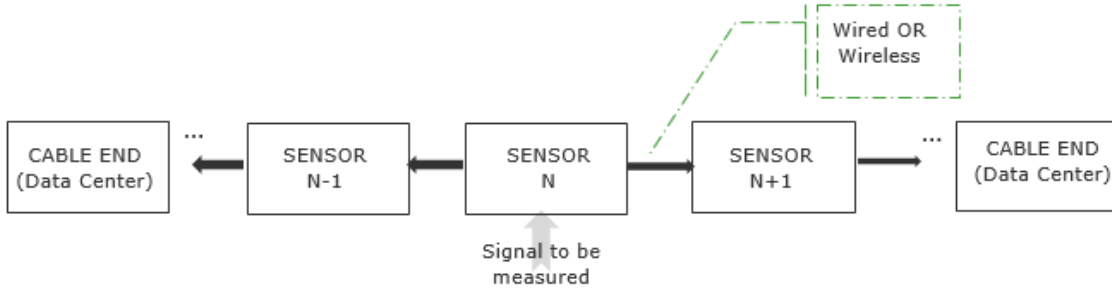 Wired OR
Wireless
...
...
CABLE END
(Data Center)
SENSOR
N-1
SENSOR
N
SENSOR
N+1
CABLE END
(Data Center)
Signal to be
measured